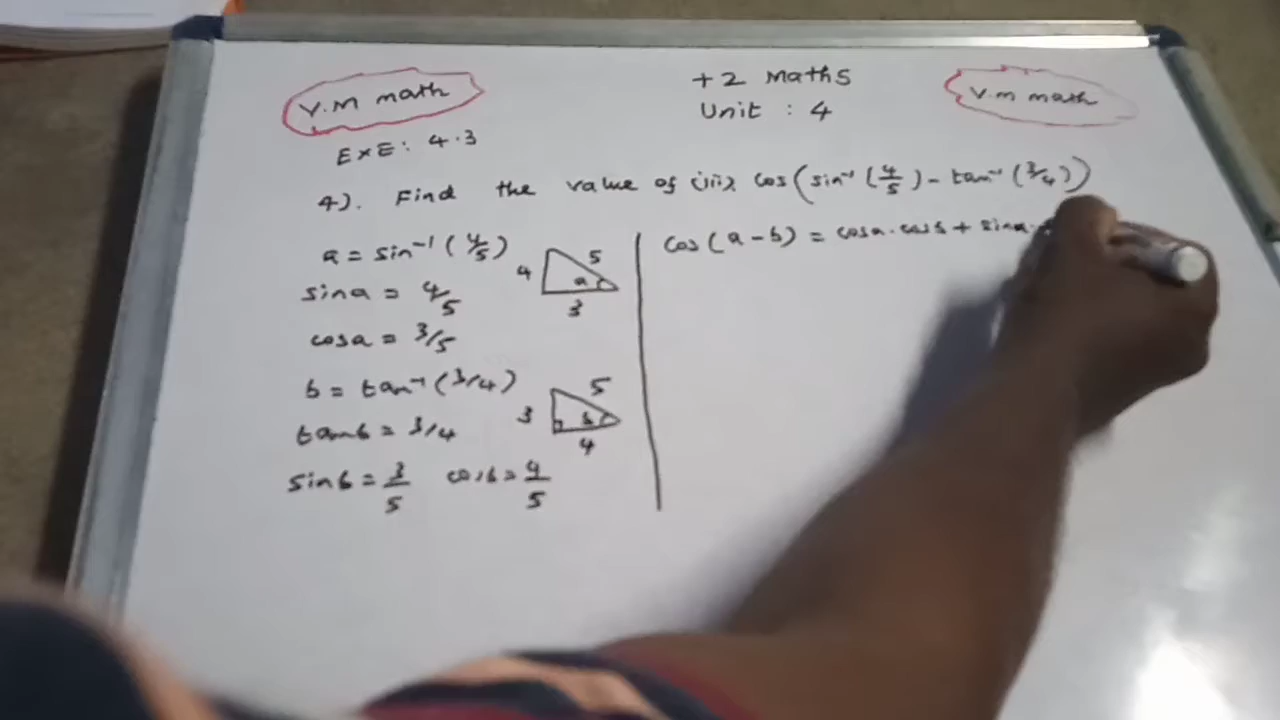 V.M math
+2 Maths
V.M math
Unit : 4
EXE: 4.3
4). Find the value of (iii) cos(sin⁻¹(4/5) - tan⁻¹(3/4))
a = sin⁻¹(4/5)
sina = 4/5
cosa = 3/5
b = tan⁻¹(3/4)
tanb = 3/4
sinb = 3/5 cosb = 4/5
4 5 a 3
3 5 b 4
cos(a-b) = cosa.cosb + sina.